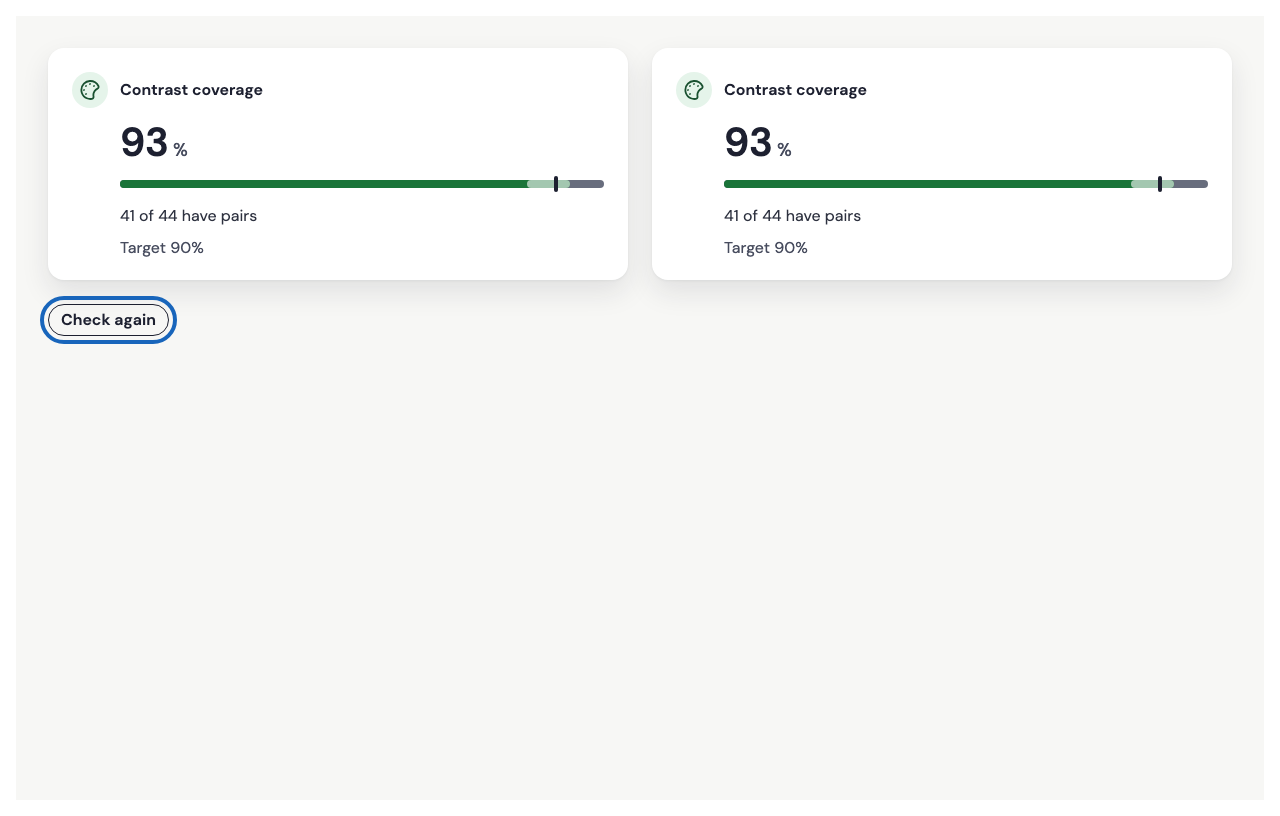 Contrast coverage
93 %
41 of 44 have pairs
Target 90%
Contrast coverage
93 %
41 of 44 have pairs
Target 90%
Check again